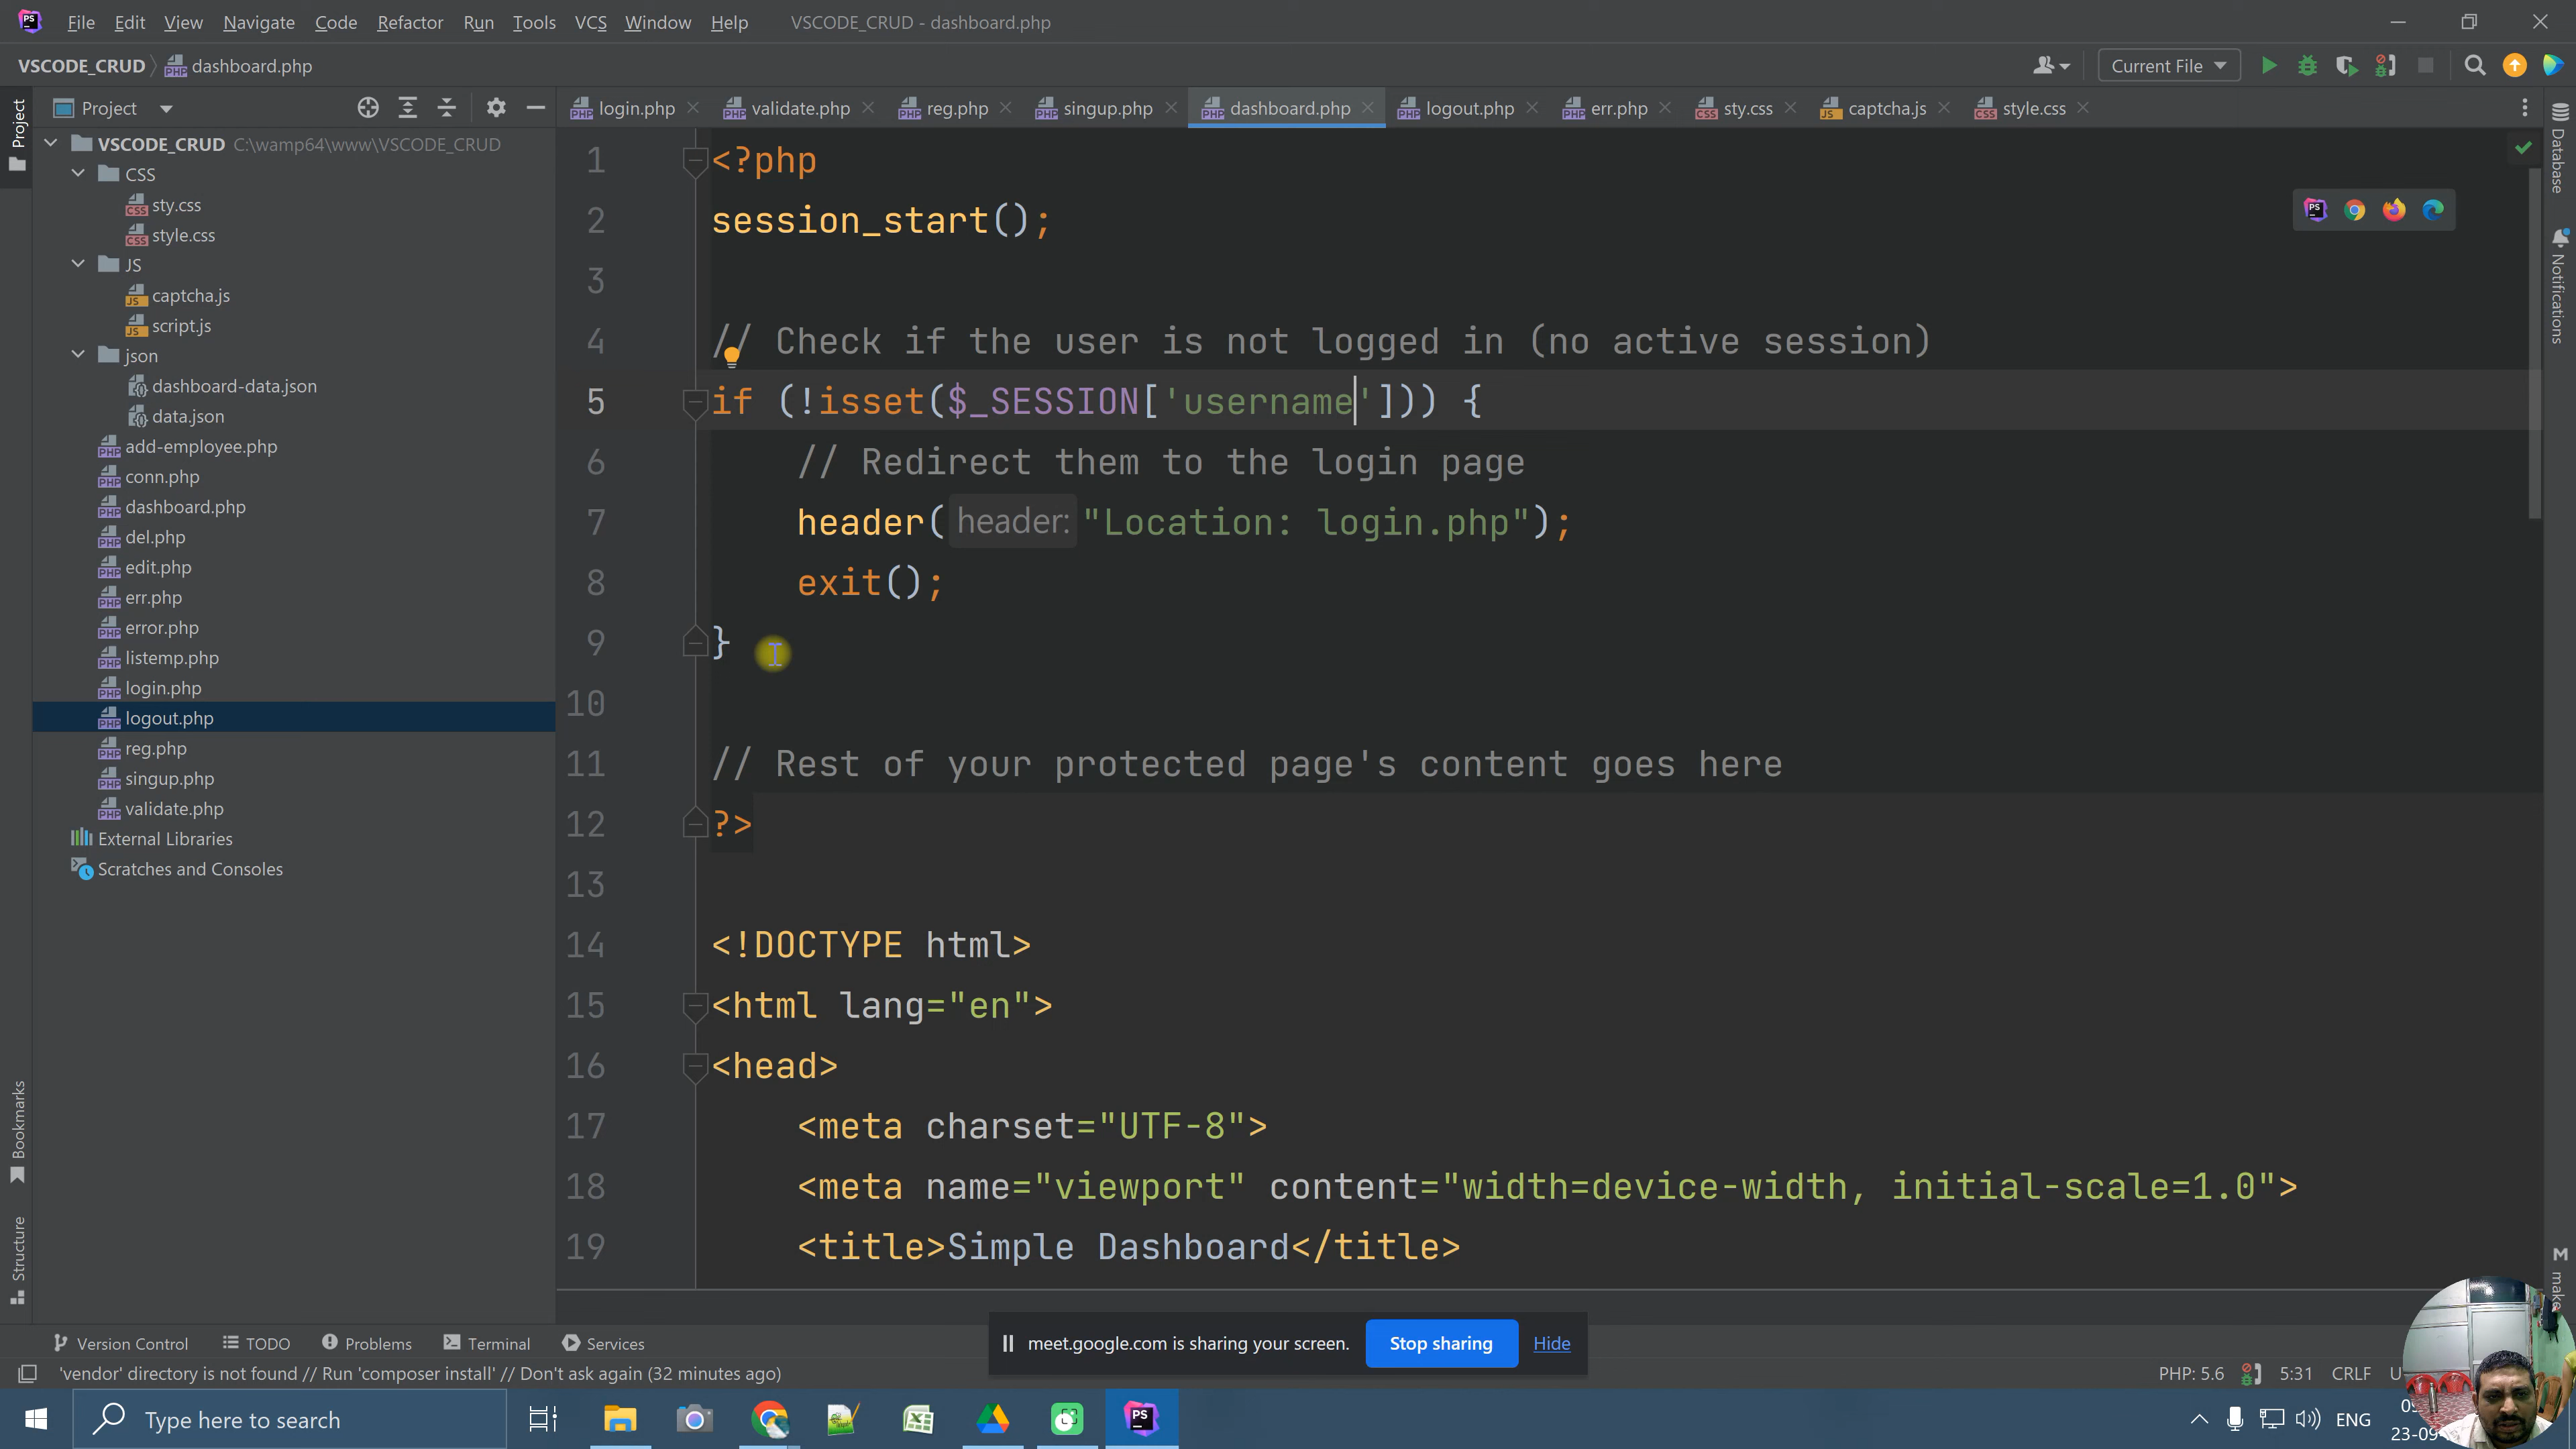 File Edit View Navigate Code Refactor Run Tools VCS Window Help VSCODE_CRUD - dashboard.php
VSCODE_CRUD dashboard.php Current File
Project login.php validate.php reg.php singup.php dashboard.php logout.php err.php sty.css captcha.js style.css
Project
Database
Notifications
make
Bookmarks
Structure
VSCODE_CRUD C:\wamp64\www\VSCODE_CRUD
CSS
sty.css
style.css
JS
captcha.js
script.js
json
dashboard-data.json
data.json
add-employee.php
conn.php
dashboard.php
del.php
edit.php
err.php
error.php
listemp.php
login.php
logout.php
reg.php
singup.php
validate.php
External Libraries
Scratches and Consoles
1 <?php
2 session_start();
3
4 // Check if the user is not logged in (no active session)
5 if (!isset($_SESSION['username'])) {
6 // Redirect them to the login page
7 header( header: "Location: login.php");
8 exit();
9 }
10
11 // Rest of your protected page's content goes here
12 ?>
13
14 <!DOCTYPE html>
15 <html lang="en">
16 <head>
17 <meta charset="UTF-8">
18 <meta name="viewport" content="width=device-width, initial-scale=1.0">
19 <title>Simple Dashboard</title>
Version Control TODO Problems Terminal Services
meet.google.com is sharing your screen. Stop sharing Hide
'vendor' directory is not found // Run 'composer install' // Don't ask again (32 minutes ago) PHP: 5.6 5:31 CRLF
Type here to search
ENG